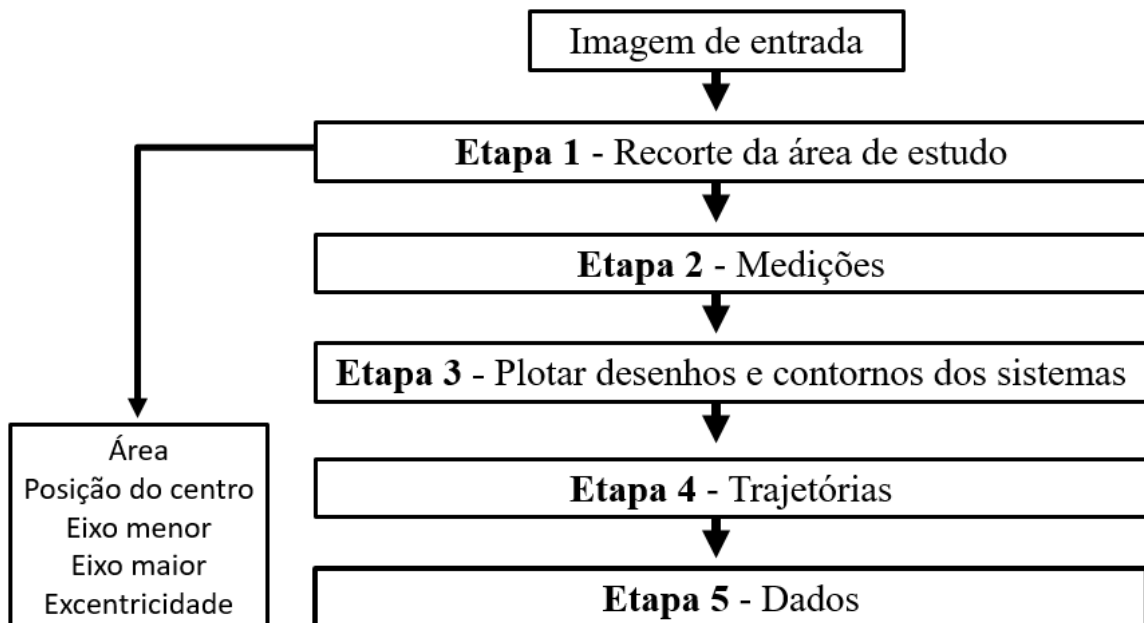 Imagem de entrada
Etapa 1 - Recorte da área de estudo
Etapa 2 - Medições
Etapa 3 - Plotar desenhos e contornos dos sistemas
Etapa 4 - Trajetórias
Etapa 5 - Dados
Área
Posição do centro
Eixo menor
Eixo maior
Excentricidade